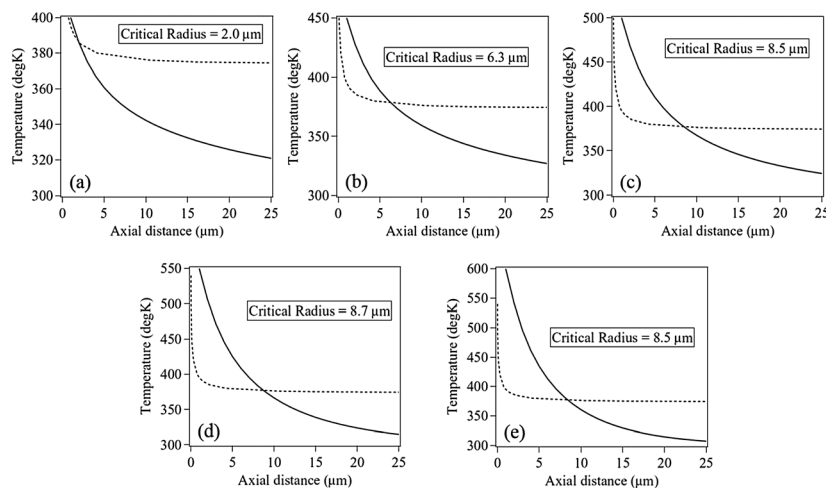 400
380
360
340
320
300
Temperature (degK)
Critical Radius = 2.0 µm
(a)
0 5 10 15 20 25
Axial distance (µm)
450
400
350
300
Temperature (degK)
Critical Radius = 6.3 µm
(b)
0 5 10 15 20 25
Axial distance (µm)
500
450
400
350
300
Temperature (degK)
Critical Radius = 8.5 µm
(c)
0 5 10 15 20 25
Axial distance (µm)
550
500
450
400
350
300
Temperature (degK)
Critical Radius = 8.7 µm
(d)
0 5 10 15 20 25
Axial distance (µm)
600
550
500
450
400
350
300
Temperature (degK)
Critical Radius = 8.5 µm
(e)
0 5 10 15 20 25
Axial distance (µm)